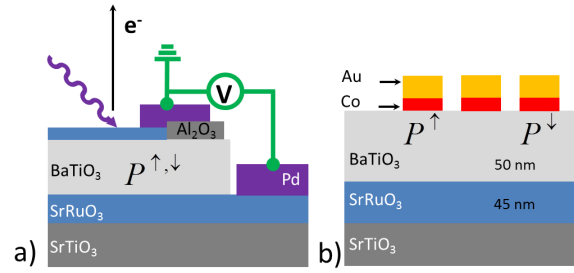 e⁻
V
Al₂O₃
BaTiO₃ P↑,↓
Pd
SrRuO₃
SrTiO₃
a)
Au
Co
P↑ P↓
BaTiO₃
50 nm
SrRuO₃ 45 nm
SrTiO₃
b)